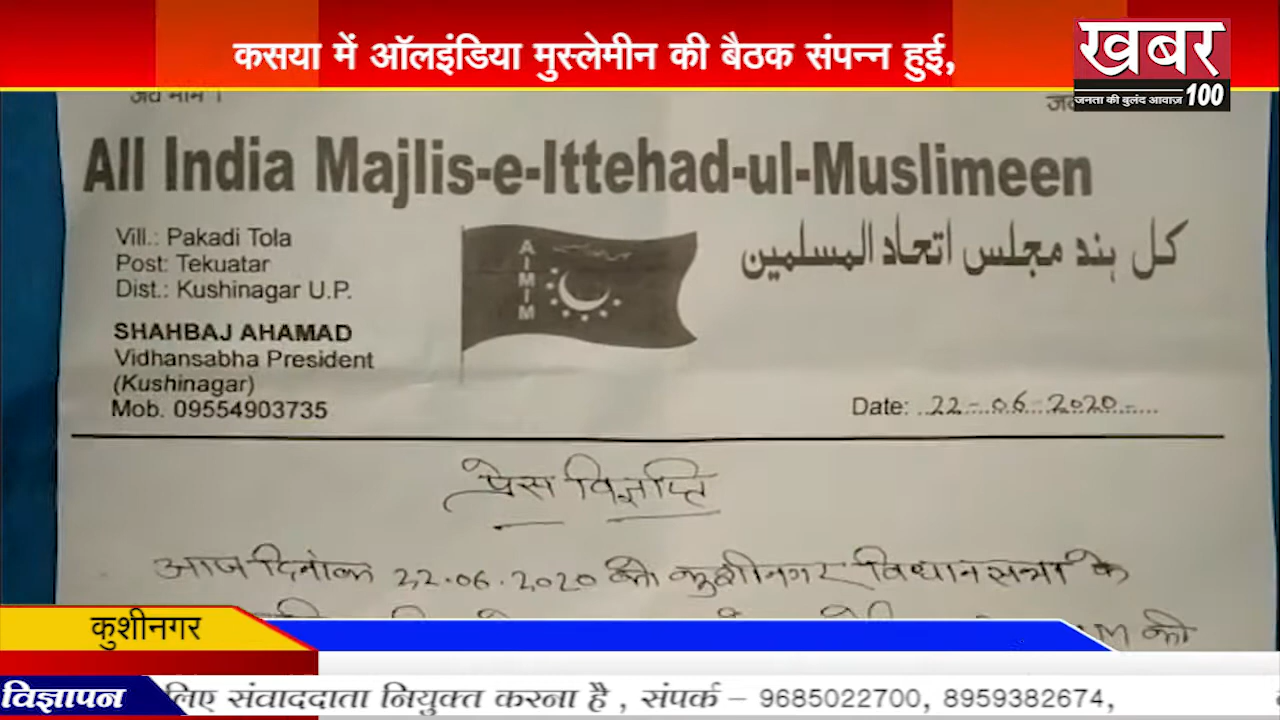 कसया में ऑलइंडिया मुस्लेमीन की बैठक संपन्न हुई,
खबर
जनता की बुलंद आवाज़ 100
All India Majlis-e-Ittehad-ul-Muslimeen
Vill.: Pakadi Tola
Post: Tekuatar
Dist.: Kushinagar U.P.
کل ہند مجلس اتحاد المسلمین
AIMIM
SHAHBAJ AHAMAD
Vidhansabha President
(Kushinagar)
Mob. 09554903735
Date: 22-06-2020
प्रेस विज्ञप्ति
आज दिनांक 22.06.2020 को कुशीनगर विधानसभा के
को
कुशीनगर
विज्ञापन
लिए संवाददाता नियुक्त करना है , संपर्क – 9685022700, 8959382674,